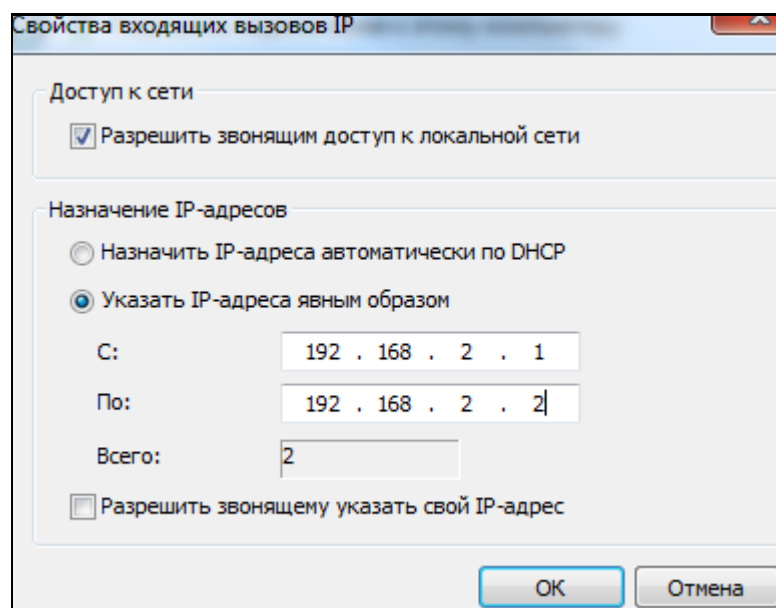 Свойства входящих вызовов IP
Доступ к сети
Разрешить звонящим доступ к локальной сети
Назначение IP-адресов
Назначить IP-адреса автоматически по DHCP
Указать IP-адреса явным образом
С: 192 . 168 . 2 . 1
По: 192 . 168 . 2 . 2
Всего: 2
Разрешить звонящему указать свой IP-адрес
ОК Отмена